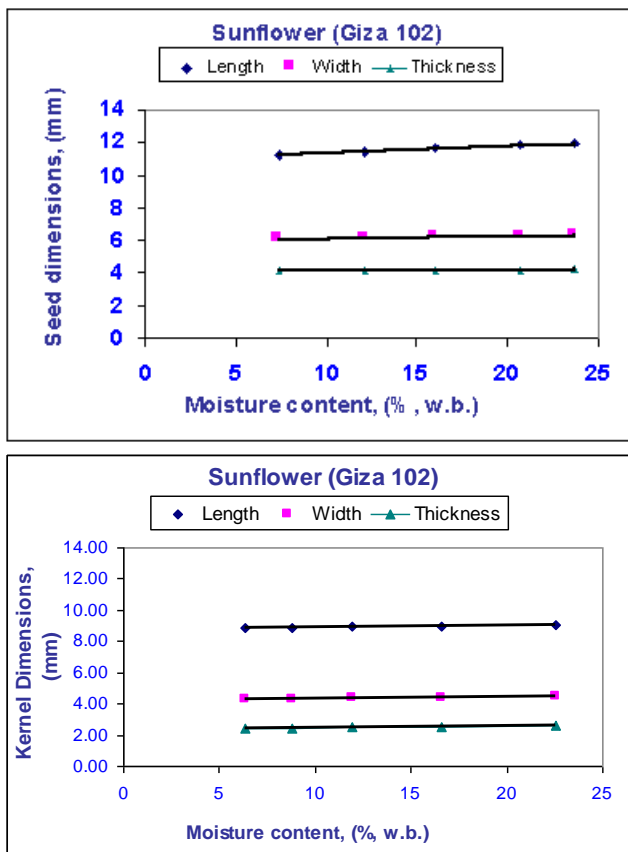 Sunflower (Giza 102)
Length Width Thickness
Seed dimensions, (mm)
14
12
10
8
6
4
2
0
0 5 10 15 20 25
Moisture content, (% , w.b.)
Sunflower (Giza 102)
Length Width Thickness
Kernel Dimensions,
(mm)
14.00
12.00
10.00
8.00
6.00
4.00
2.00
0.00
0 5 10 15 20 25
Moisture content, (%, w.b.)